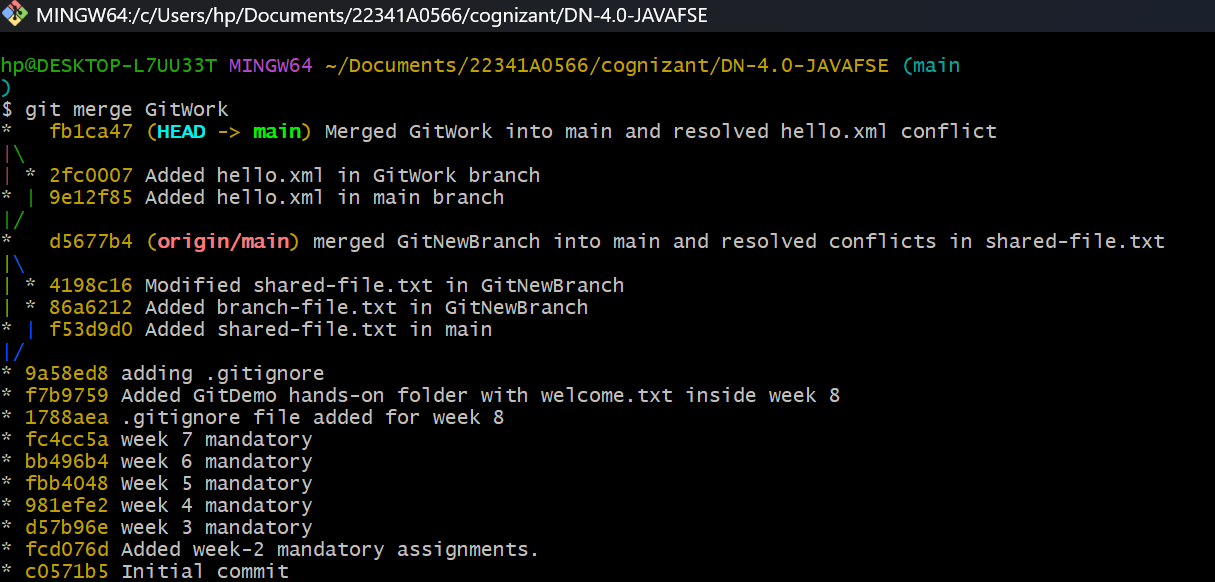 MINGW64:/c/Users/hp/Documents/22341A0566/cognizant/DN-4.0-JAVAFSE
hp@DESKTOP-L7UU33T MINGW64 ~/Documents/22341A0566/cognizant/DN-4.0-JAVAFSE (main
)
$ git merge GitWork
*   fb1ca47 (HEAD -> main) Merged GitWork into main and resolved hello.xml conflict
|\
| * 2fc0007 Added hello.xml in GitWork branch
* | 9e12f85 Added hello.xml in main branch
|/
*   d5677b4 (origin/main) merged GitNewBranch into main and resolved conflicts in shared-file.txt
|\
| * 4198c16 Modified shared-file.txt in GitNewBranch
| * 86a6212 Added branch-file.txt in GitNewBranch
* | f53d9d0 Added shared-file.txt in main
|/
* 9a58ed8 adding .gitignore
* f7b9759 Added GitDemo hands-on folder with welcome.txt inside week 8
* 1788aea .gitignore file added for week 8
* fc4cc5a week 7 mandatory
* bb496b4 week 6 mandatory
* fbb4048 Week 5 mandatory
* 981efe2 week 4 mandatory
* d57b96e week 3 mandatory
* fcd076d Added week-2 mandatory assignments.
* c0571b5 Initial commit